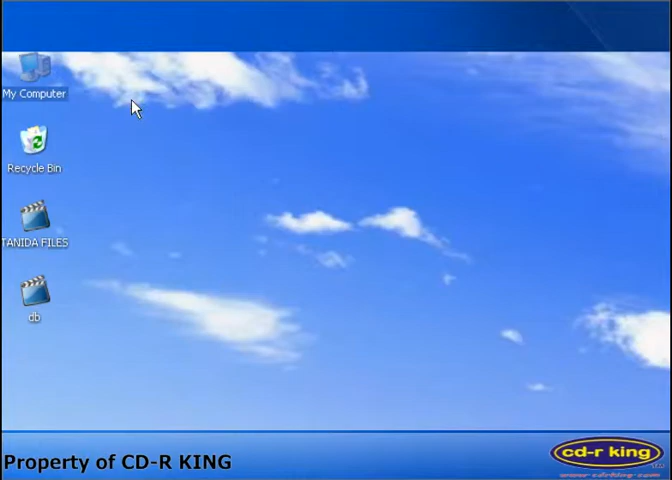 My Computer
Recycle Bin
TANIDA FILES
db
Property of CD-R KING
cd-r king
www.cdrking.com